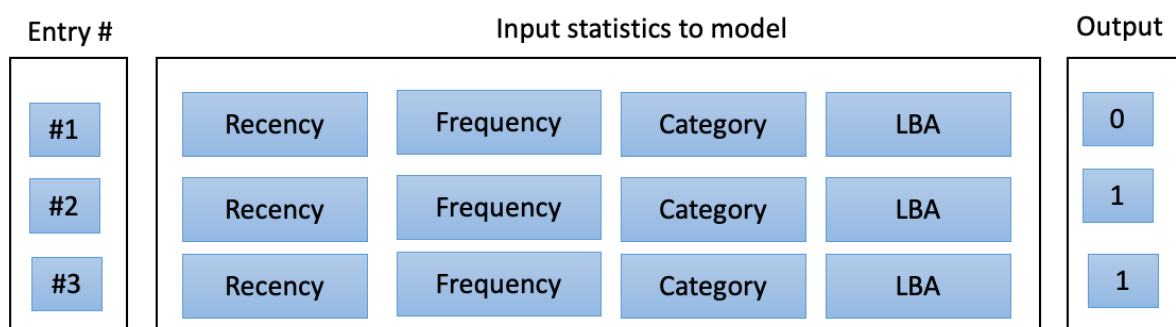 Entry # Input statistics to model Output
#1 Recency Frequency Category LBA 0
#2 Recency Frequency Category LBA 1
#3 Recency Frequency Category LBA 1